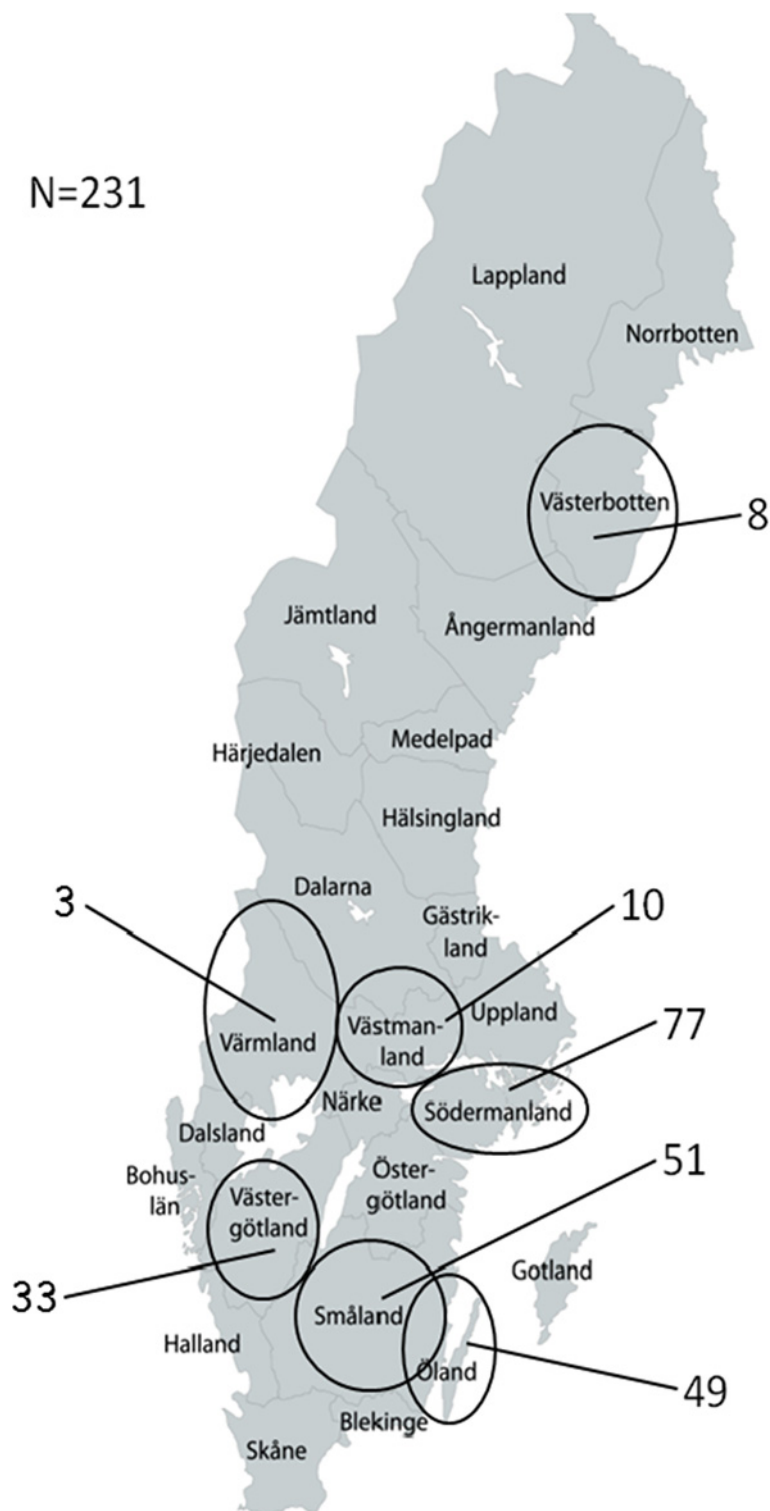 N=231
Lappland
Norrbotten
Västerbotten
8
Jämtland
Ångermanland
Härjedalen
Medelpad
Hälsingland
Dalarna
3
10
Gästrik-
land
Uppland
Västman-
land
Värmland
77
Närke
Södermanland
Dalsland
Bohus-
län
Väster-
götland
Öster-
götland
51
33
Gotland
Småland
Halland
Öland
49
Blekinge
Skåne